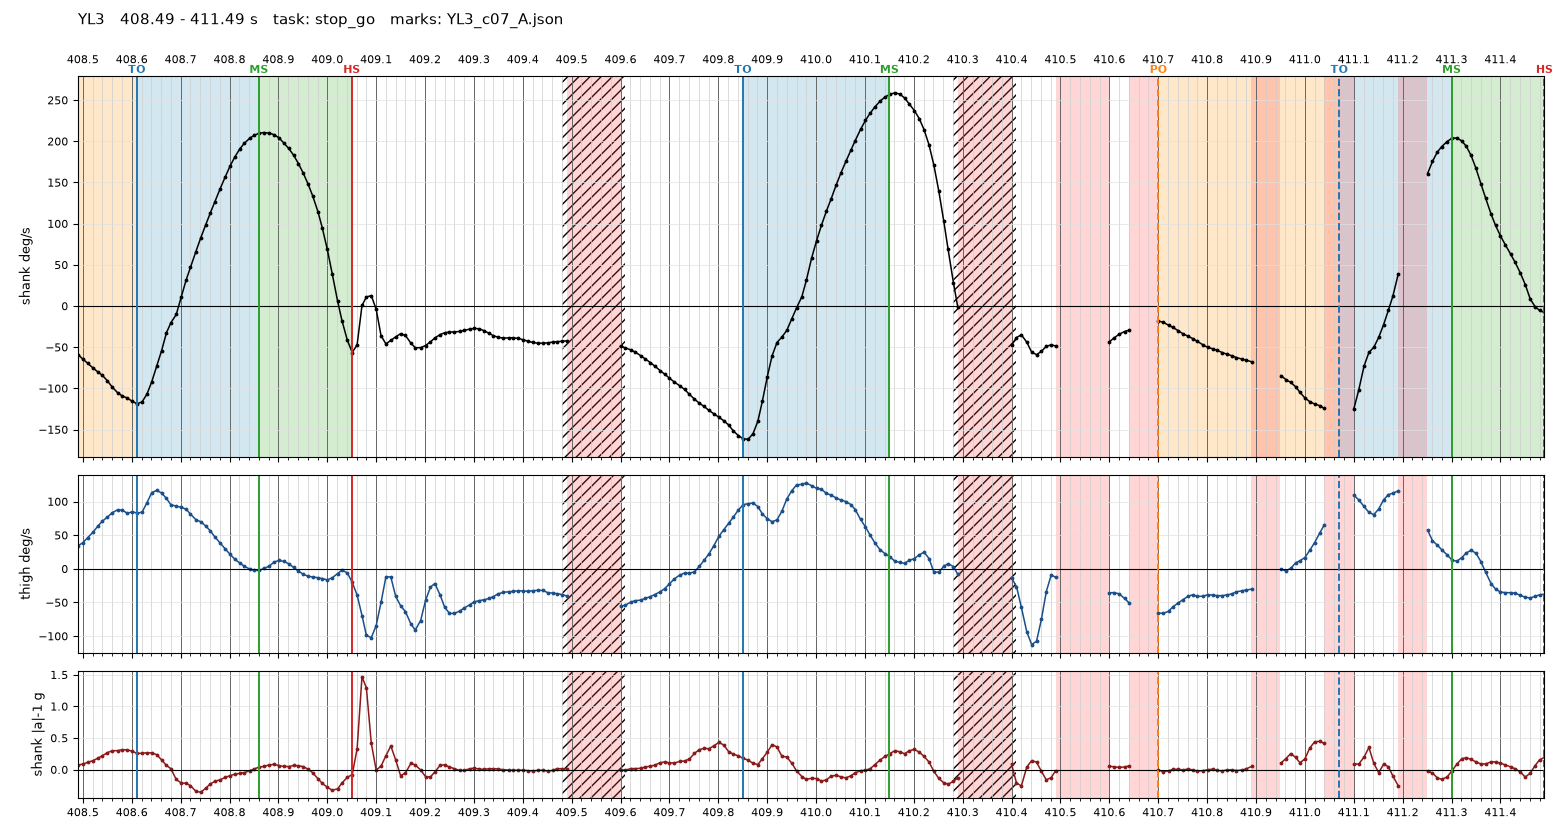 YL3   408.49 - 411.49 s   task: stop_go   marks: YL3_c07_A.json
408.5 408.6 408.7 408.8 408.9 409.0 409.1 409.2 409.3 409.4 409.5 409.6 409.7 409.8 409.9 410.0 410.1 410.2 410.3 410.4 410.5 410.6 410.7 410.8 410.9 411.0 411.1 411.2 411.3 411.4
TO MS HS TO MS PO TO MS HS
shank deg/s
250
200
150
100
50
0
−50
−100
−150
thigh deg/s
100
50
0
−50
−100
shank |a|-1 g
1.5
1.0
0.5
0.0
408.5 408.6 408.7 408.8 408.9 409.0 409.1 409.2 409.3 409.4 409.5 409.6 409.7 409.8 409.9 410.0 410.1 410.2 410.3 410.4 410.5 410.6 410.7 410.8 410.9 411.0 411.1 411.2 411.3 411.4